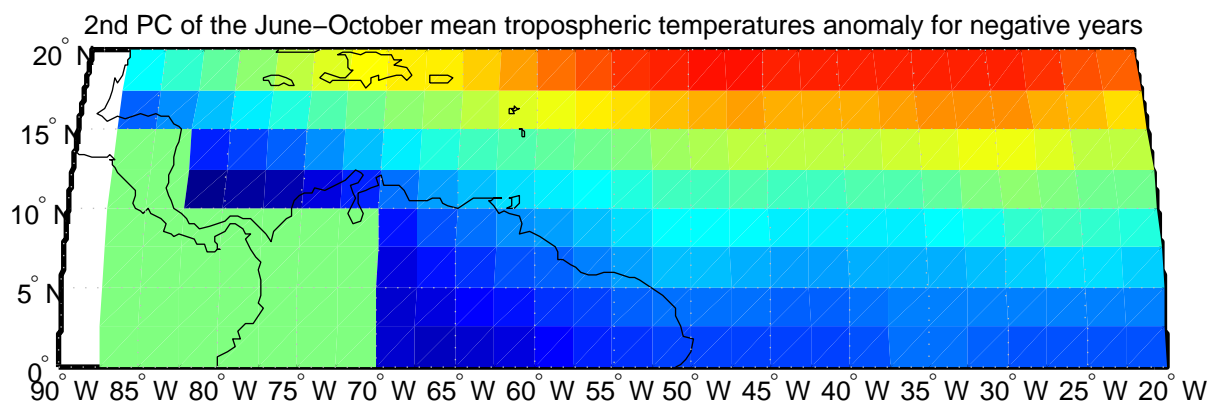 2nd PC of the June−October mean tropospheric temperatures anomaly for negative years
20° N
15° N
10° N
5° N
0°
90° W 85° W 80° W 75° W 70° W 65° W 60° W 55° W 50° W 45° W 40° W 35° W 30° W 25° W 20° W